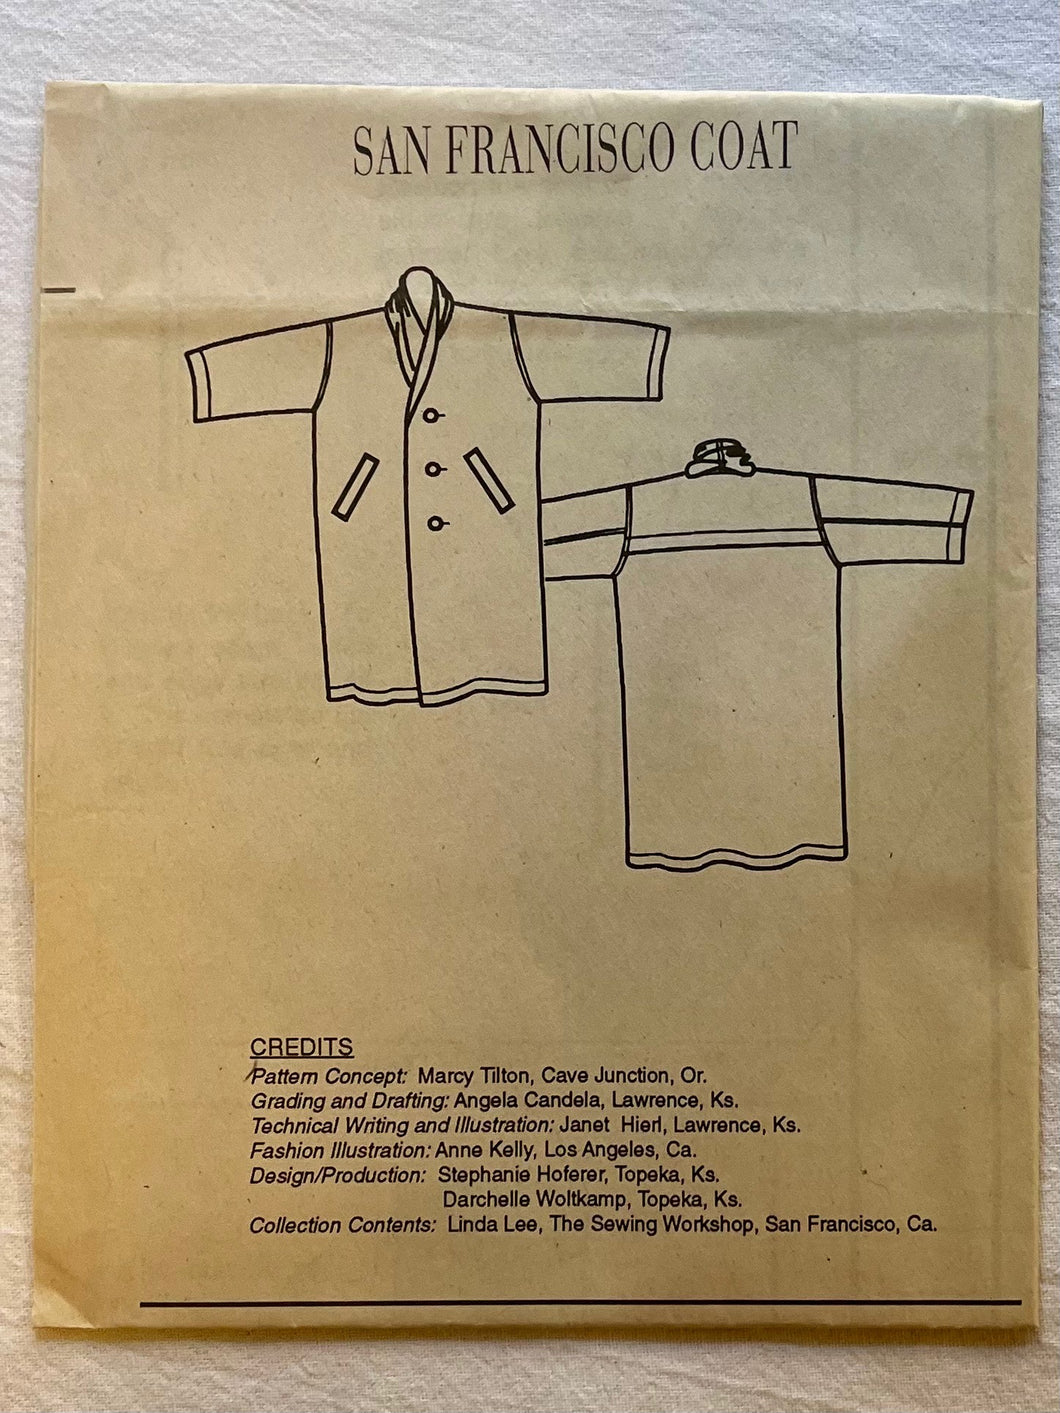 SAN FRANCISCO COAT
CREDITS
Pattern Concept: Marcy Tilton, Cave Junction, Or.
Grading and Drafting: Angela Candela, Lawrence, Ks.
Technical Writing and Illustration: Janet Hierl, Lawrence, Ks.
Fashion Illustration: Anne Kelly, Los Angeles, Ca.
Design/Production: Stephanie Hoferer, Topeka, Ks.
Darchelle Woltkamp, Topeka, Ks.
Collection Contents: Linda Lee, The Sewing Workshop, San Francisco, Ca.